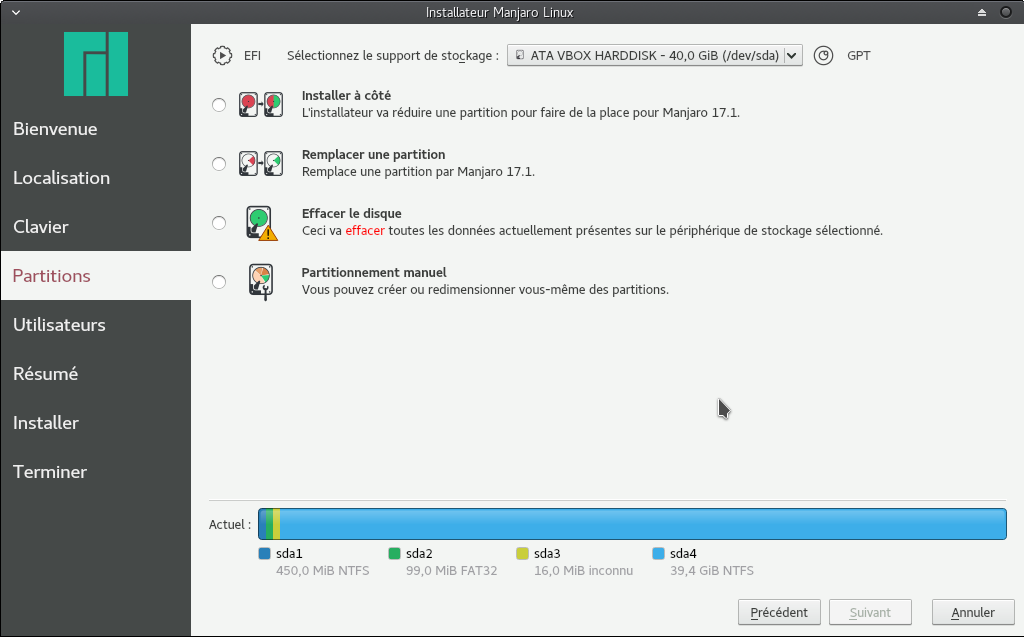 Installateur Manjaro Linux
Bienvenue
Localisation
Clavier
Partitions
Utilisateurs
Résumé
Installer
Terminer
EFI Sélectionnez le support de stockage : ATA VBOX HARDDISK - 40,0 GiB (/dev/sda) GPT
Installer à côté
L'installateur va réduire une partition pour faire de la place pour Manjaro 17.1.
Remplacer une partition
Remplace une partition par Manjaro 17.1.
Effacer le disque
Ceci va effacer toutes les données actuellement présentes sur le périphérique de stockage sélectionné.
Partitionnement manuel
Vous pouvez créer ou redimensionner vous-même des partitions.
Actuel :
sda1 sda2 sda3 sda4
450,0 MiB NTFS 99,0 MiB FAT32 16,0 MiB inconnu 39,4 GiB NTFS
Précédent Suivant Annuler